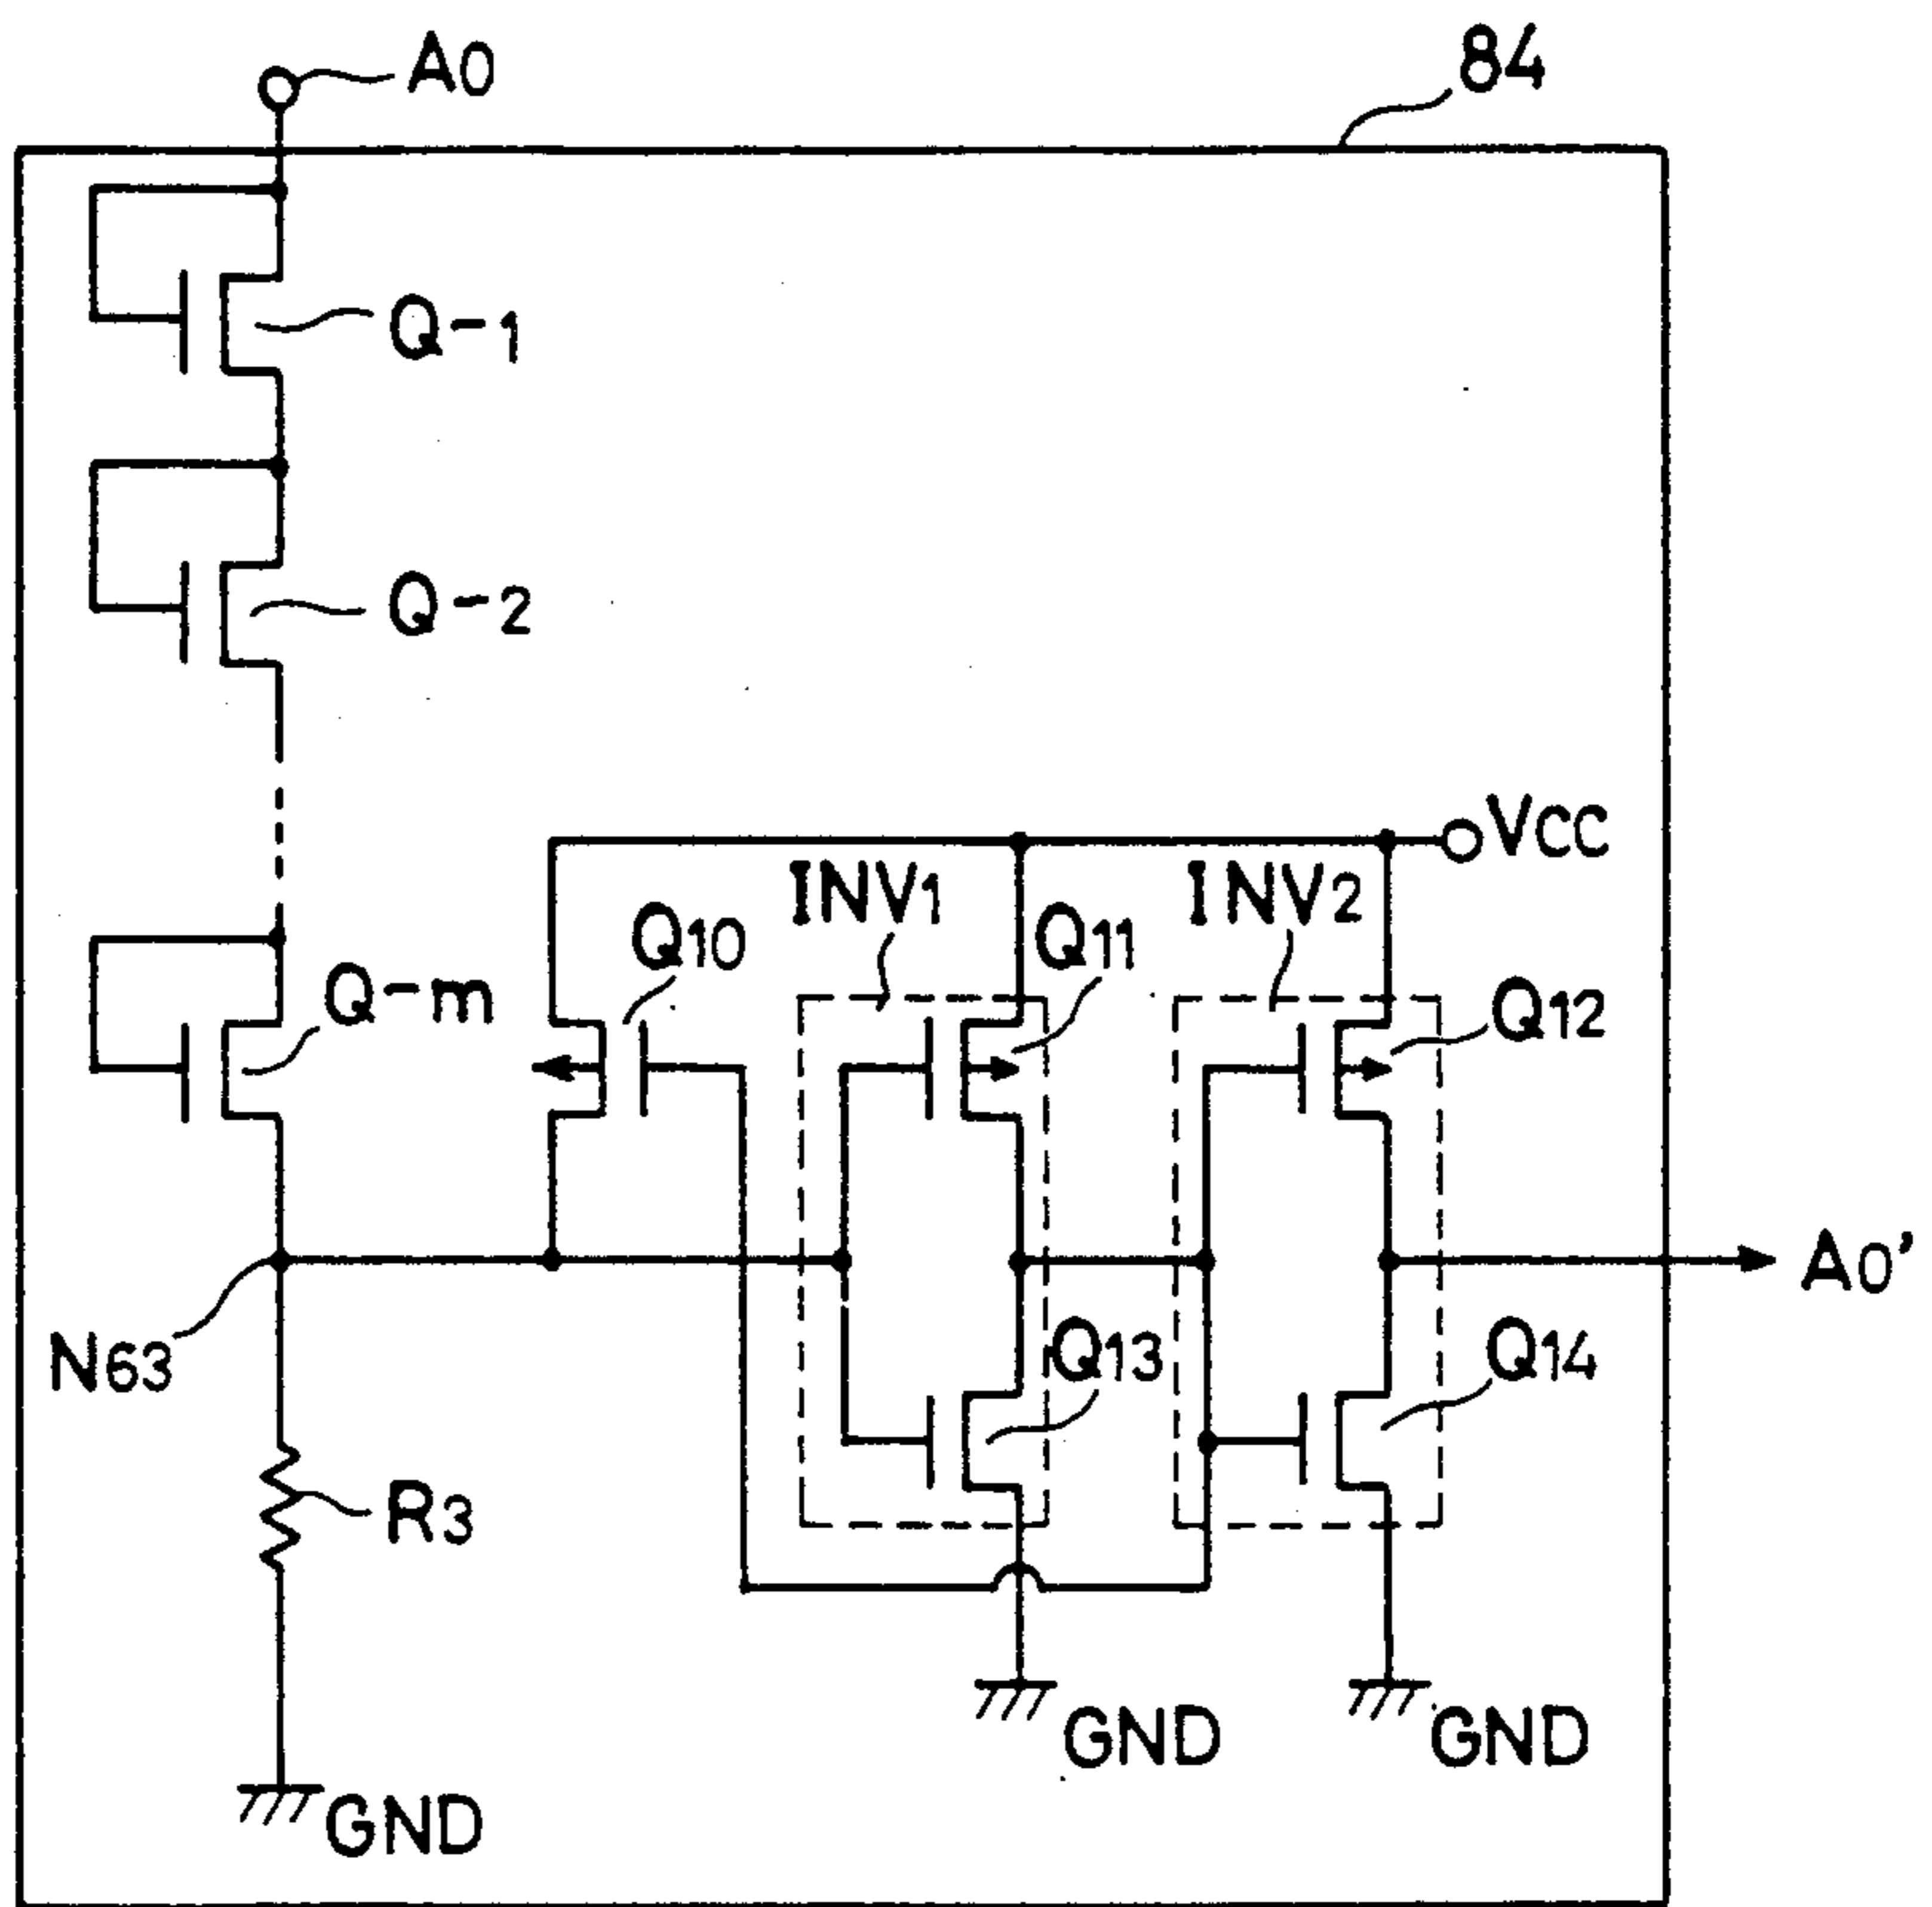 A0
84
Q-1
Q-2
VCC
INV1
INV2
Q10
Q11
Q-m
Q12
A0'
N63
Q13
Q14
R3
GND
GND
GND